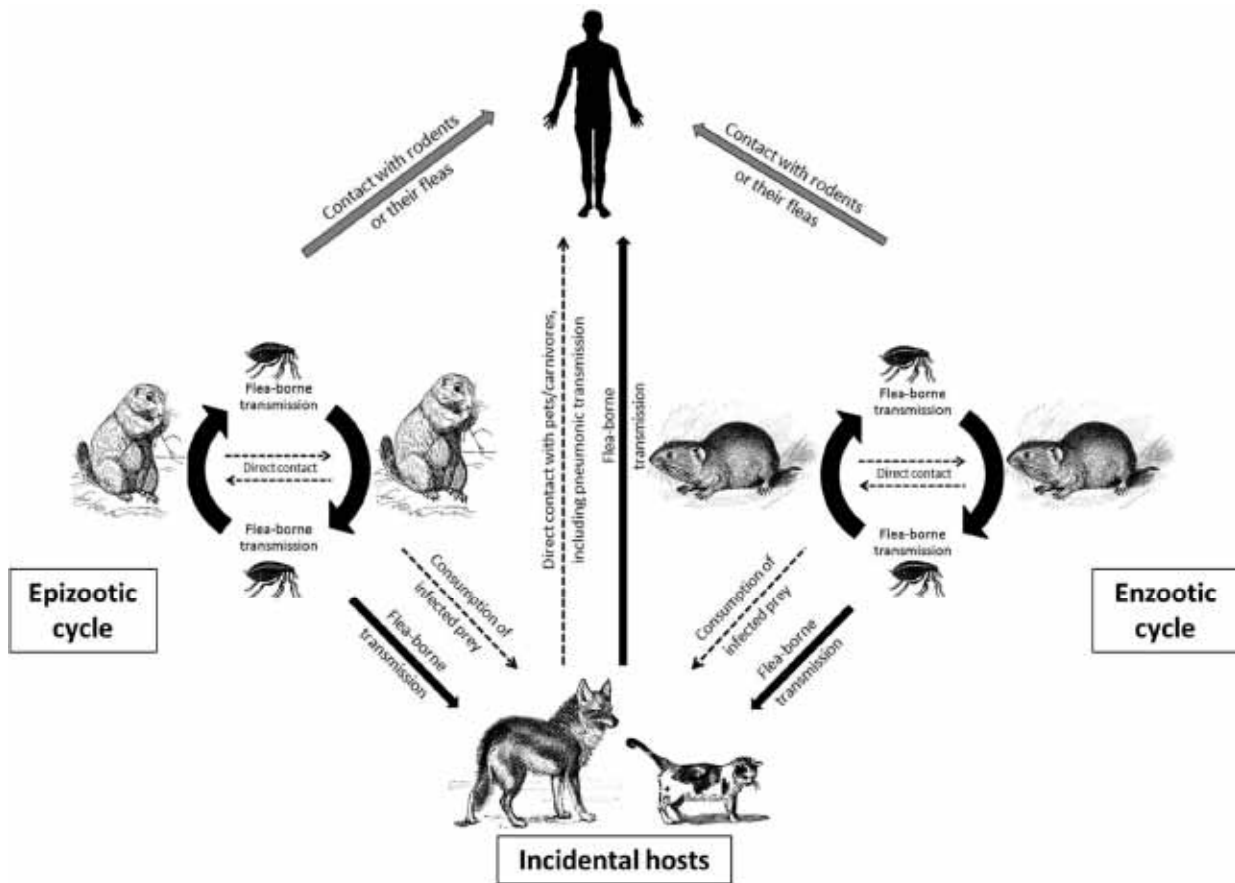 Contact with rodents
or their fleas
Contact with rodents
or their fleas
Flea-borne
transmission
Direct contact
Flea-borne
transmission
Direct contact with pets/carnivores,
including pneumonic transmission
Flea-borne
transmission
Flea-borne
transmission
Direct contact
Flea-borne
transmission
Epizootic
cycle
Consumption of
infected prey
Flea-borne
transmission
Consumption of
infected prey
Flea-borne
transmission
Enzootic
cycle
Incidental hosts